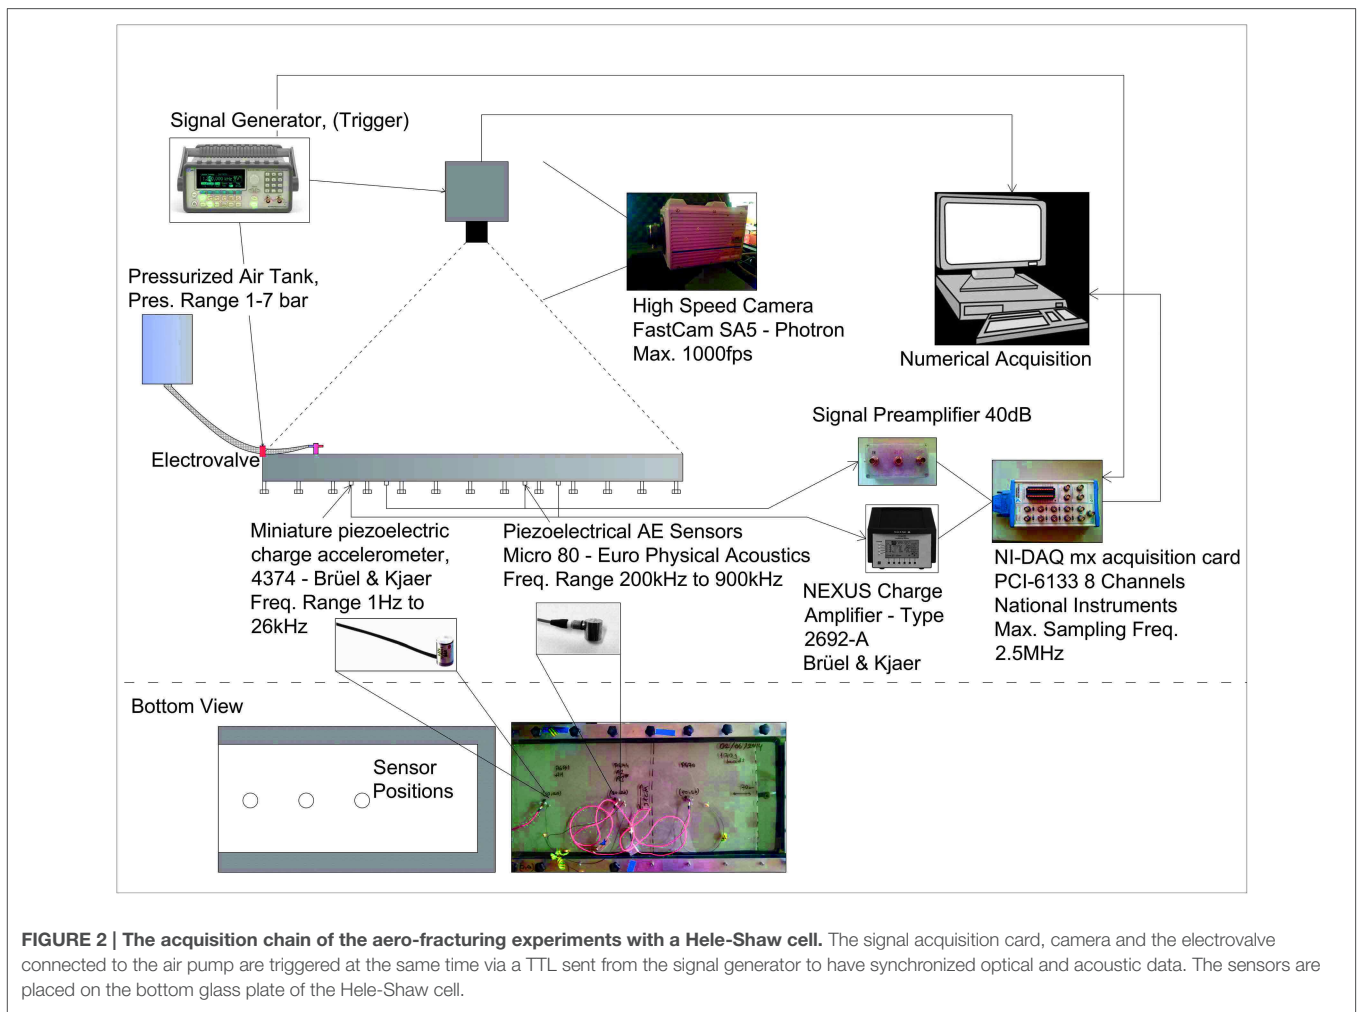 Signal Generator, (Trigger)
Pressurized Air Tank,
Pres. Range 1-7 bar
High Speed Camera
FastCam SA5 - Photron
Max. 1000fps
Numerical Acquisition
Signal Preamplifier 40dB
Electrovalve
Miniature piezoelectric
charge accelerometer,
4374 - Brüel & Kjaer
Freq. Range 1Hz to
26kHz
Piezoelectrical AE Sensors
Micro 80 - Euro Physical Acoustics
Freq. Range 200kHz to 900kHz
NEXUS Charge
Amplifier - Type
2692-A
Brüel & Kjaer
NI-DAQ mx acquisition card
PCI-6133 8 Channels
National Instruments
Max. Sampling Freq.
2.5MHz
Bottom View
Sensor
Positions
FIGURE 2 | The acquisition chain of the aero-fracturing experiments with a Hele-Shaw cell. The signal acquisition card, camera and the electrovalve
connected to the air pump are triggered at the same time via a TTL sent from the signal generator to have synchronized optical and acoustic data. The sensors are
placed on the bottom glass plate of the Hele-Shaw cell.